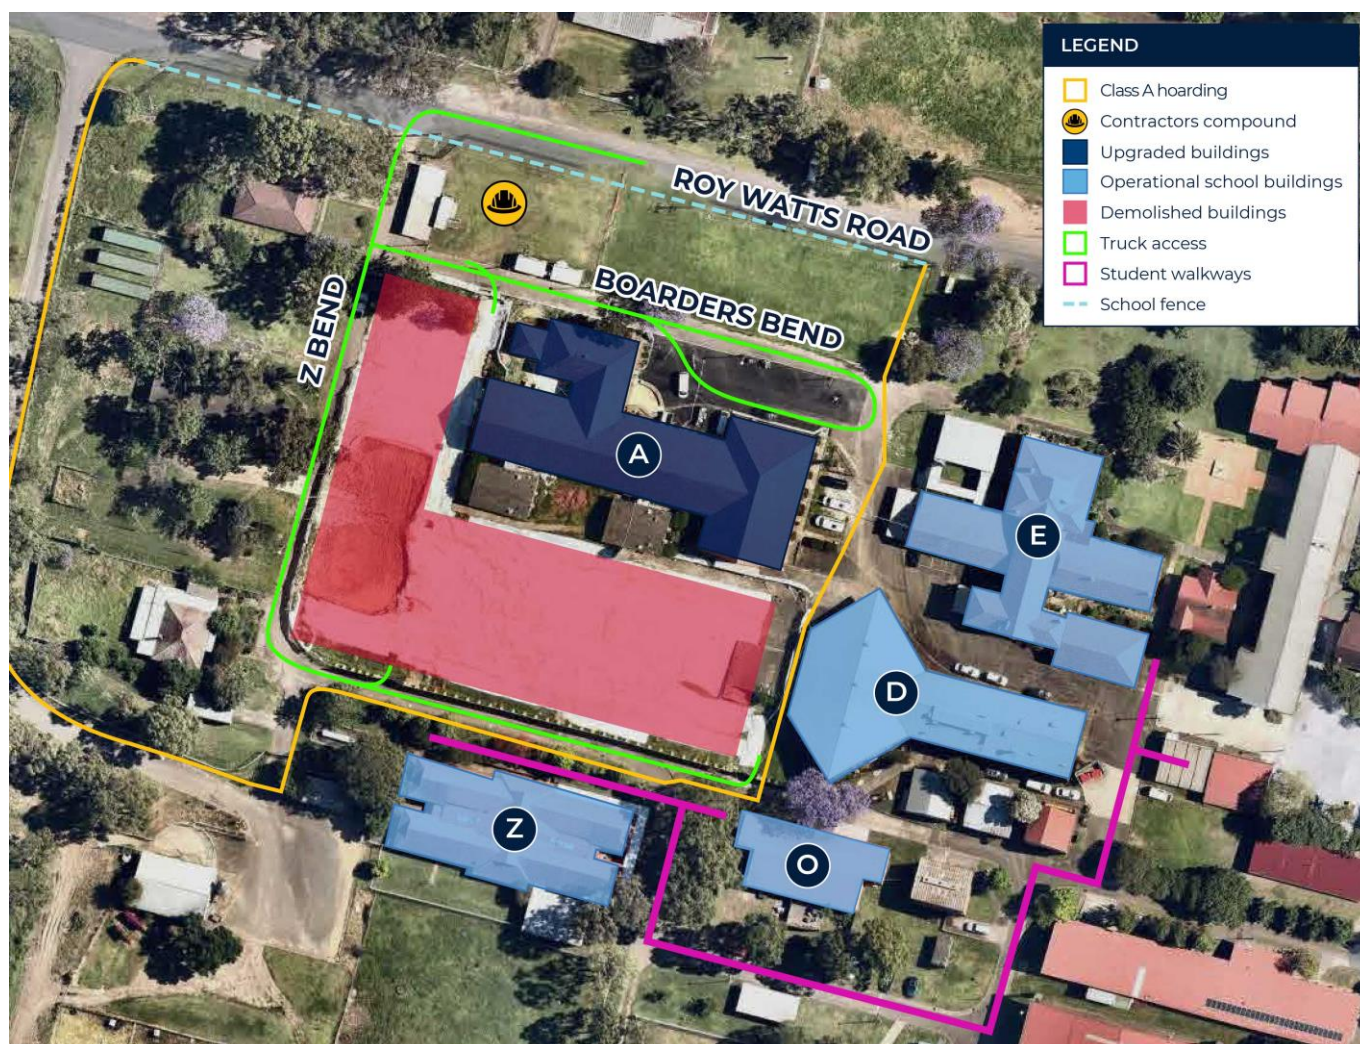 LEGEND
Class A hoarding
Contractors compound
Upgraded buildings
Operational school buildings
Demolished buildings
Truck access
Student walkways
School fence
ROY WATTS ROAD
BOARDERS BEND
Z BEND
A
E
D
Z
O